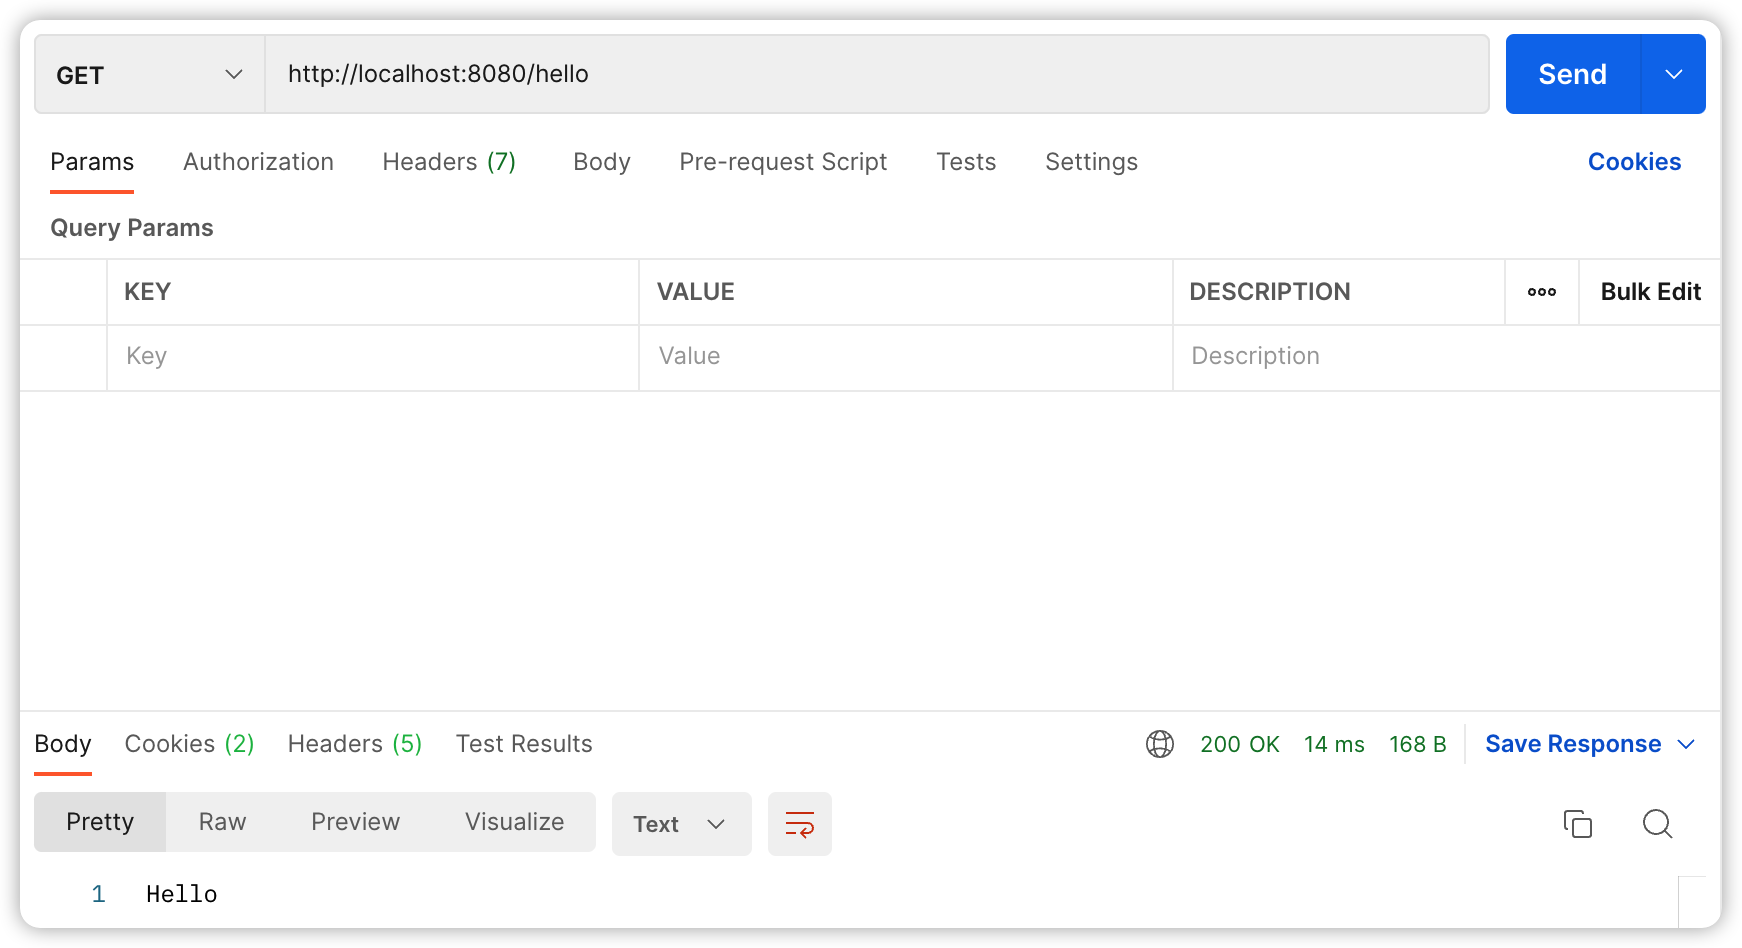 GET http://localhost:8080/hello Send
Params Authorization Headers (7) Body Pre-request Script Tests Settings Cookies
Query Params
KEY VALUE DESCRIPTION Bulk Edit
Key Value Description
Body Cookies (2) Headers (5) Test Results 200 OK 14 ms 168 B Save Response
Pretty Raw Preview Visualize Text
1 Hello